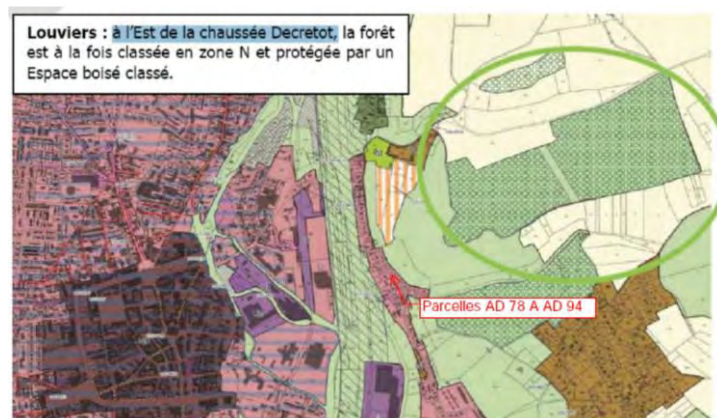 Louviers : à l'Est de la chaussée Decretot, la forêt
est à la fois classée en zone N et protégée par un
Espace boisé classé.
Parcelles AD 78 A AD 94